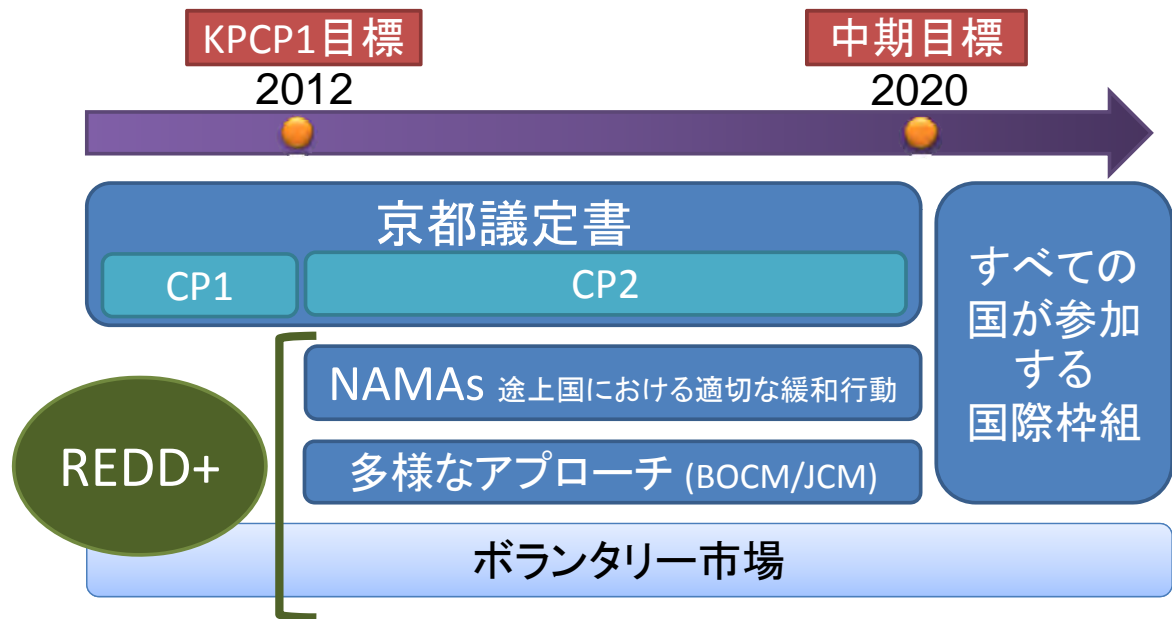 KPCP1目標
中期目標
2012
2020
京都議定書
CP1
CP2
すべての
国が参加
する
国際枠組
REDD+
NAMAs 途上国における適切な緩和行動
多様なアプローチ (BOCM/JCM)
ボランタリー市場